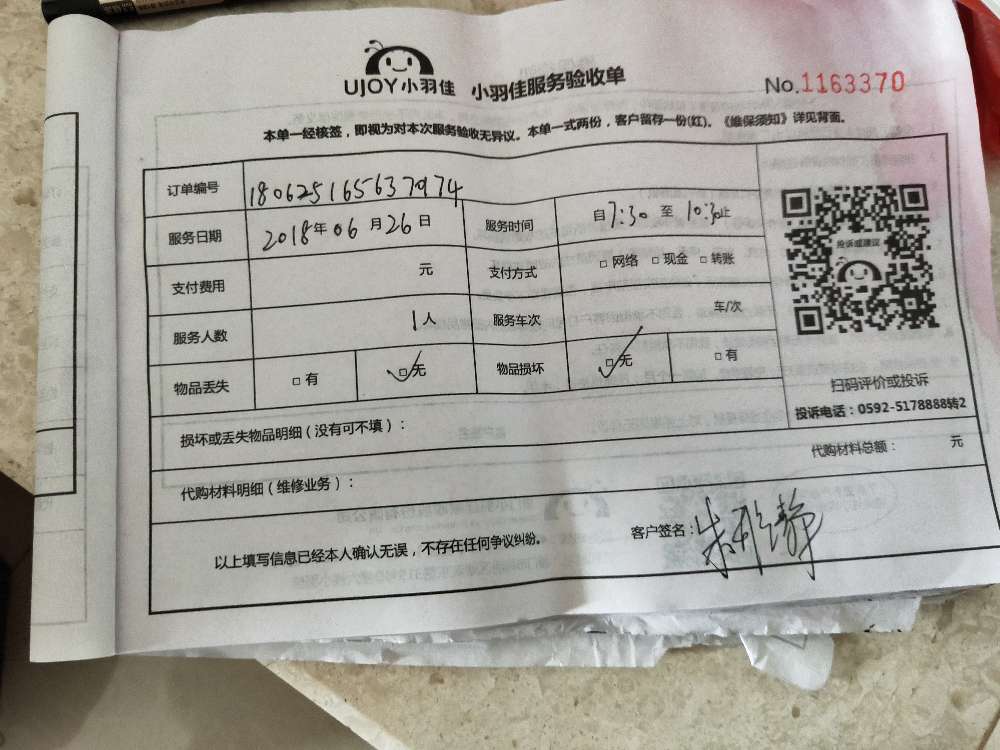 UJOY小羽佳 小羽佳服务验收单 No.1163370
本单一经核签，即视为对本次服务验收无异议。本单一式两份，客户留存一份(红)。《维保须知》详见背面。
订单编号 180625165637974
服务日期 2018年06月26日 服务时间 自7:30至10:30止
支付费用 元 支付方式 □网络 □现金 □转账
服务人数 1人 服务车次 车/次
物品丢失 □有 □无 物品损坏 □无 □有
投诉或建议
扫码评价或投诉
投诉电话：0592-5178888转2
损坏或丢失物品明细（没有可不填）：
代购材料明细（维修业务）： 代购材料总额： 元
以上填写信息已经本人确认无误，不存在任何争议纠纷。 客户签名：